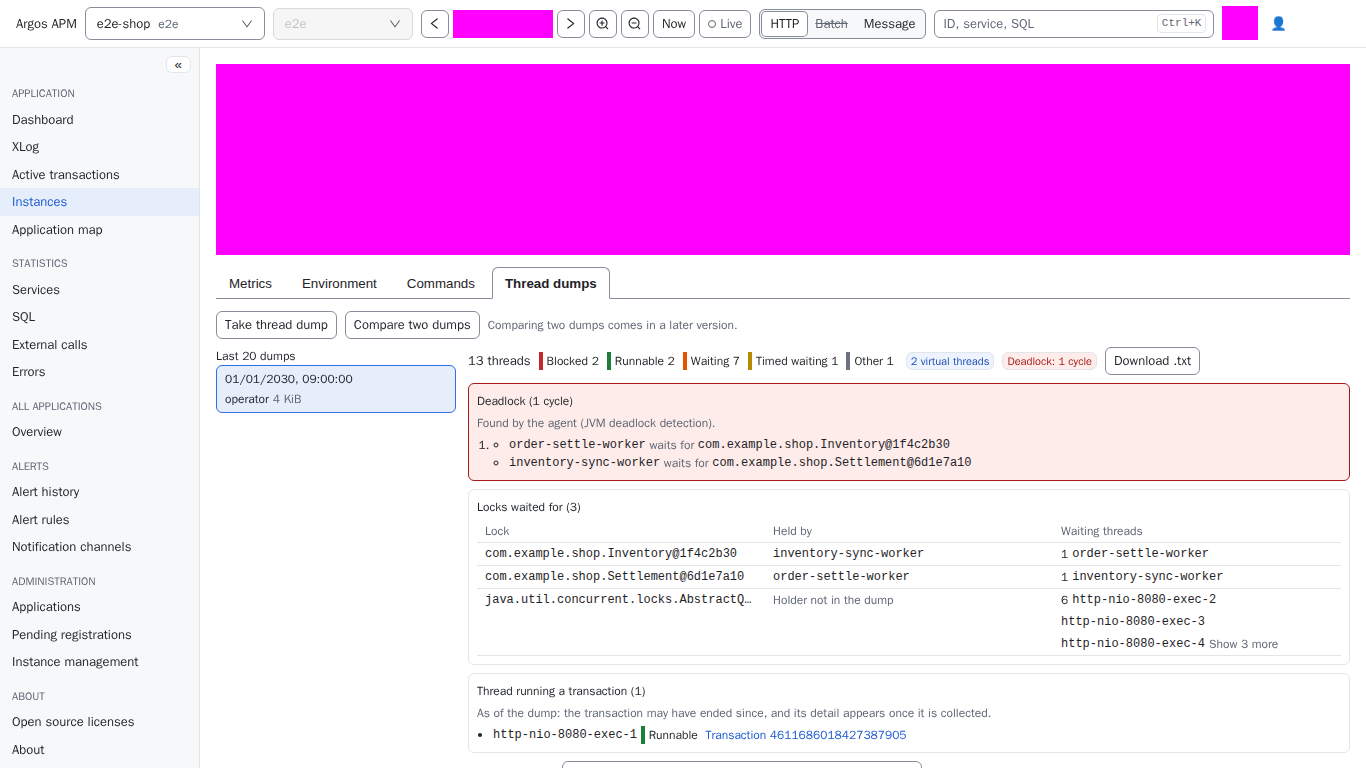 Argos APM
e2e-shop e2e
e2e
Now
Live
HTTP
Batch
Message
ID, service, SQL
Ctrl+K
«
APPLICATION
Dashboard
XLog
Active transactions
Instances
Application map
STATISTICS
Services
SQL
External calls
Errors
ALL APPLICATIONS
Overview
ALERTS
Alert history
Alert rules
Notification channels
ADMINISTRATION
Applications
Pending registrations
Instance management
ABOUT
Open source licenses
About
Metrics
Environment
Commands
Thread dumps
Take thread dump
Compare two dumps
Comparing two dumps comes in a later version.
Last 20 dumps
01/01/2030, 09:00:00
operator 4 KiB
13 threads Blocked 2 Runnable 2 Waiting 7 Timed waiting 1 Other 1 2 virtual threads Deadlock: 1 cycle Download .txt
Deadlock (1 cycle)
Found by the agent (JVM deadlock detection).
1. order-settle-worker waits for com.example.shop.Inventory@1f4c2b30
inventory-sync-worker waits for com.example.shop.Settlement@6d1e7a10
Locks waited for (3)
Lock Held by Waiting threads
com.example.shop.Inventory@1f4c2b30 inventory-sync-worker 1 order-settle-worker
com.example.shop.Settlement@6d1e7a10 order-settle-worker 1 inventory-sync-worker
java.util.concurrent.locks.AbstractQ… Holder not in the dump 6 http-nio-8080-exec-2
http-nio-8080-exec-3
http-nio-8080-exec-4 Show 3 more
Thread running a transaction (1)
As of the dump: the transaction may have ended since, and its detail appears once it is collected.
http-nio-8080-exec-1 Runnable Transaction 4611686018427387905